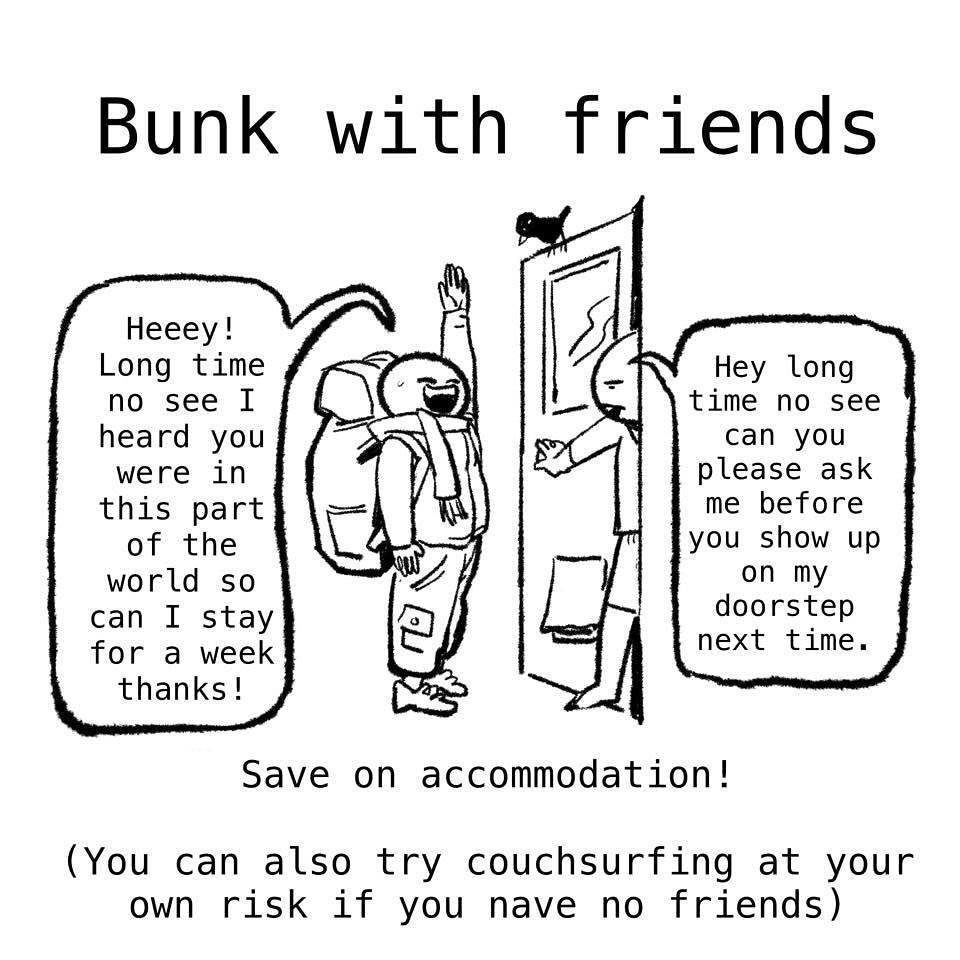 Bunk with friends
Heeey!
Long time
no see I
heard you
were in
this part
of the
world so
can I stay
for a week
thanks!
Hey long
time no see
can you
please ask
me before
you show up
on my
doorstep
next time.
Save on accommodation!
(You can also try couchsurfing at your
own risk if you nave no friends)